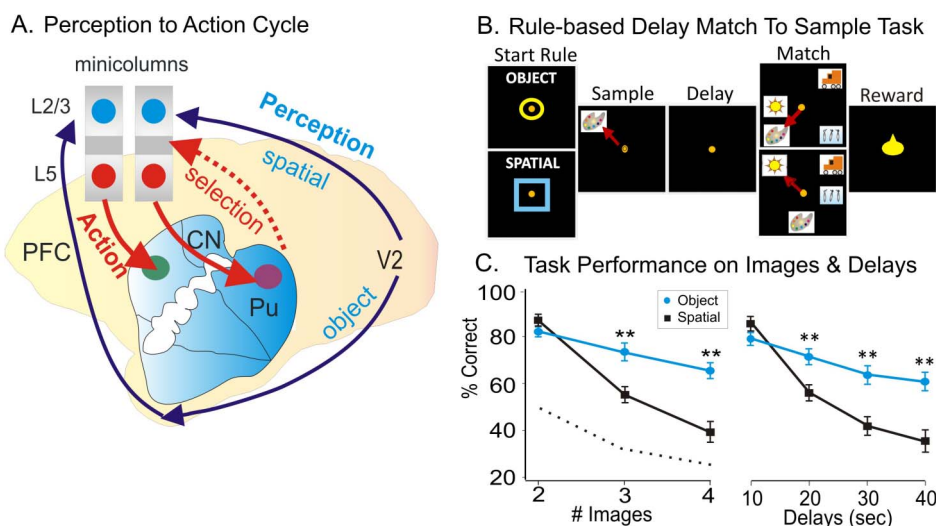 A. Perception to Action Cycle
minicolumns
L2/3
L5
Perception
spatial
selection
Action
PFC
CN
Pu
V2
object
B. Rule-based Delay Match To Sample Task
Start Rule
Sample
Delay
Match
Reward
OBJECT
SPATIAL
C. Task Performance on Images & Delays
% Correct
100
80
60
40
20
Object
Spatial
**
**
2
3
4
# Images
**
**
**
10
20
30
40
Delays (sec)